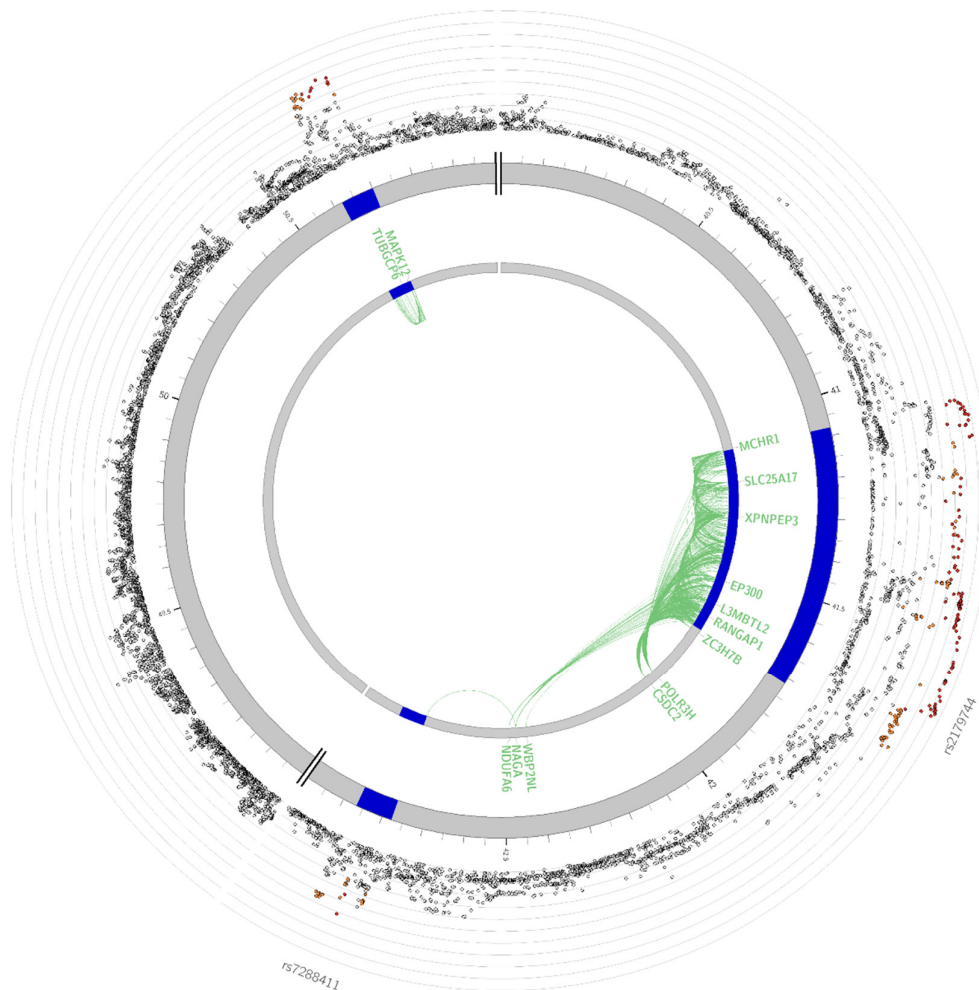 50.5
40.5
MAPK12
TUBGCP6
41
50
MCHR1
SLC25A17
XPNPEP3
EP300
L3MBTL2
RANGAP1
ZC3H7B
41.5
49.5
POLR3H
CSDC2
rs2179744
WBP2NL
NAGA
NDUFA6
42
42.5
rs7288411